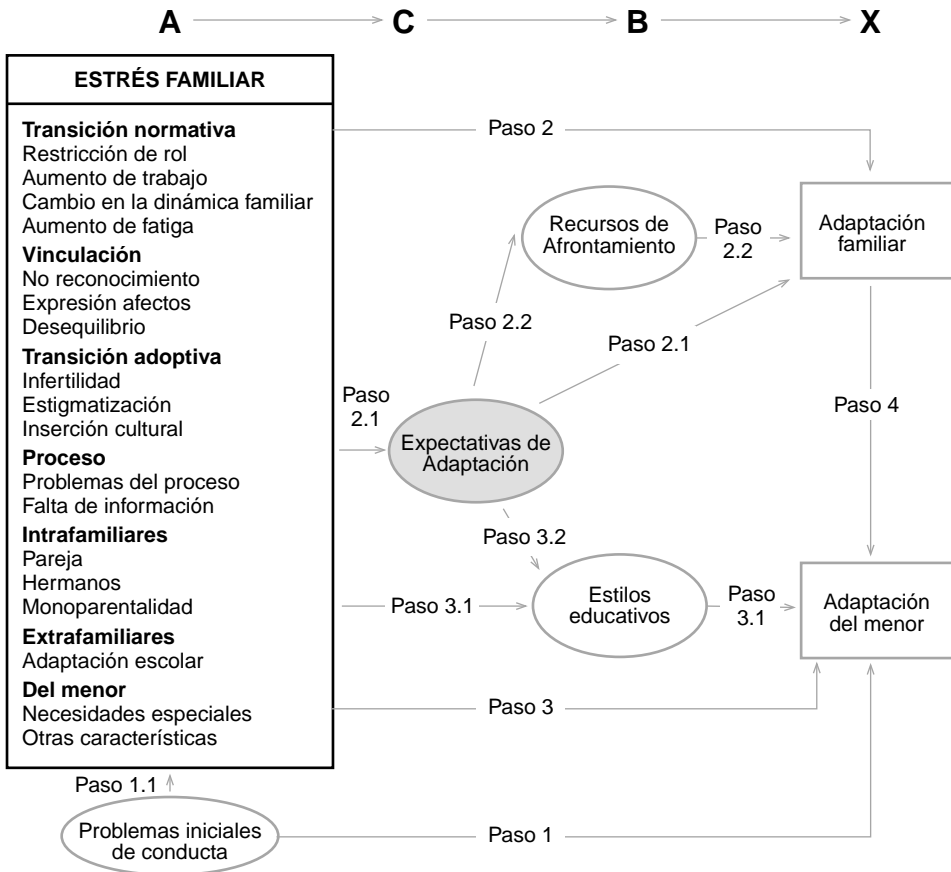 A
C
B
X
ESTRÉS FAMILIAR
Transición normativa
Restricción de rol
Aumento de trabajo
Cambio en la dinámica familiar
Aumento de fatiga
Vinculación
No reconocimiento
Expresión afectos
Desequilibrio
Transición adoptiva
Infertilidad
Estigmatización
Inserción cultural
Proceso
Problemas del proceso
Falta de información
Intrafamiliares
Pareja
Hermanos
Monoparentalidad
Extrafamiliares
Adaptación escolar
Del menor
Necesidades especiales
Otras características
Paso 2
Recursos de
Afrontamiento
Paso
2.2
Adaptación
familiar
Paso 2.2
Paso 2.1
Paso
2.1
Expectativas de
Adaptación
Paso 4
Paso 3.2
Paso 3.1
Estilos
educativos
Paso
3.1
Adaptación
del menor
Paso 3
Paso 1.1
Problemas iniciales
de conducta
Paso 1